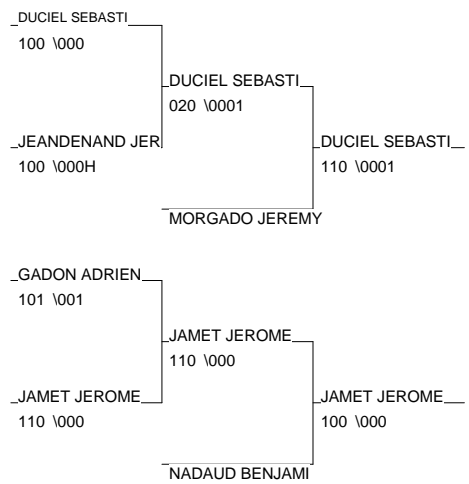 DUCIEL SEBASTI
100 \000
DUCIEL SEBASTI
020 \0001
JEANDENAND JER
100 \000H
DUCIEL SEBASTI
110 \0001
MORGADO JEREMY
GADON ADRIEN
101 \001
JAMET JEROME
110 \000
JAMET JEROME
110 \000
JAMET JEROME
100 \000
NADAUD BENJAMI